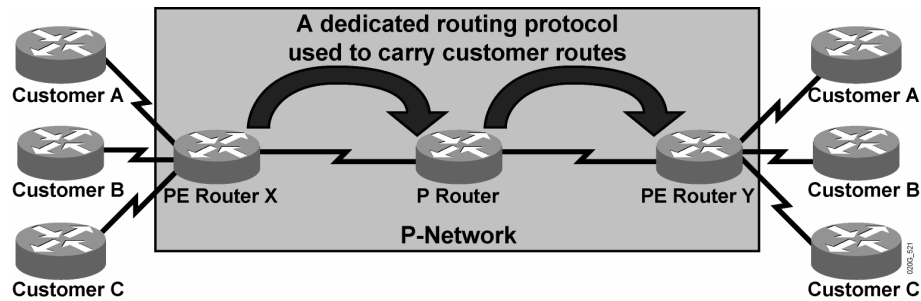 A dedicated routing protocol
used to carry customer routes
Customer A
Customer A
Customer B
PE Router X
P Router
PE Router Y
Customer B
P-Network
Customer C
Customer C
020G_521